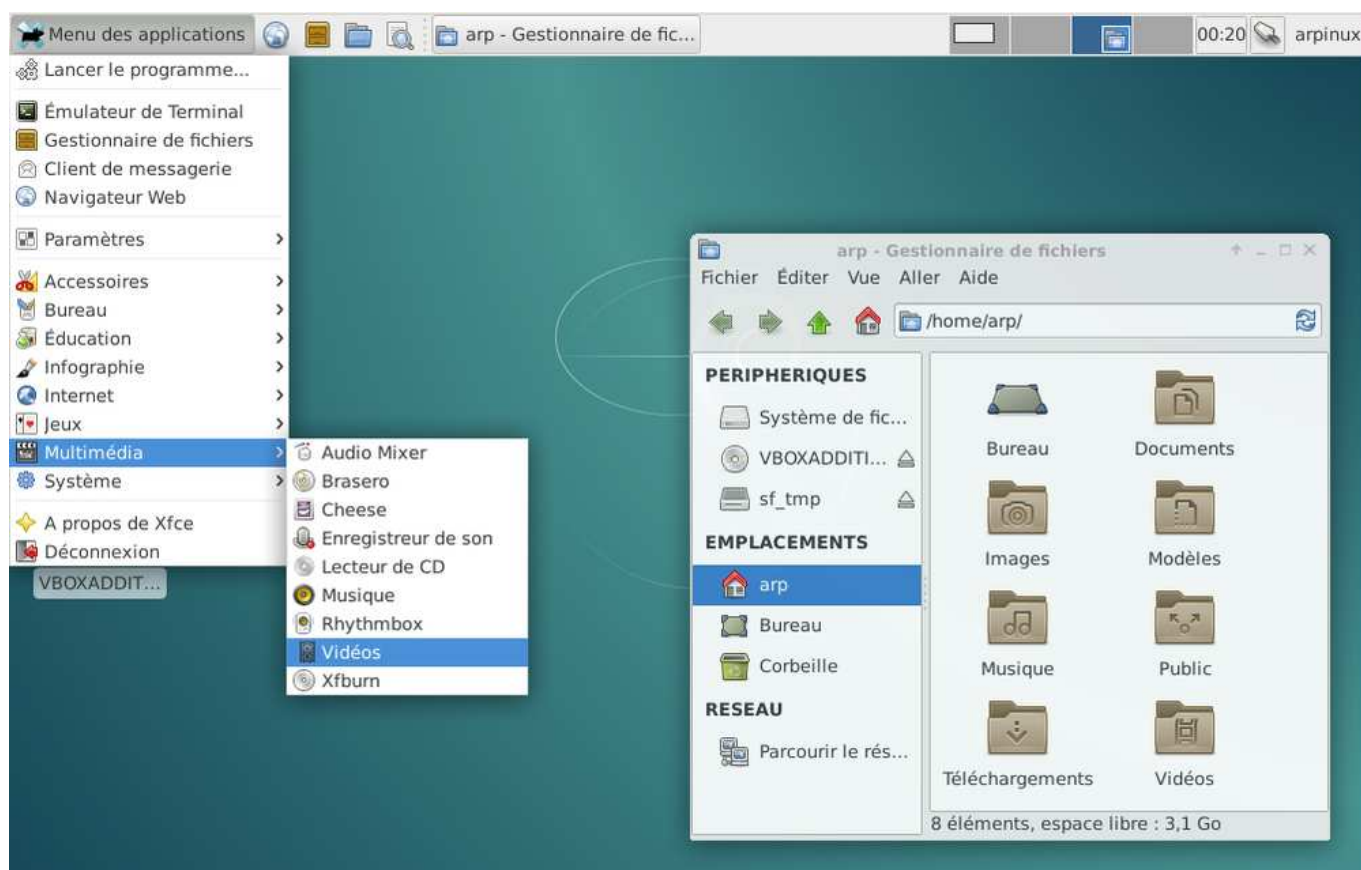 Menu des applications
arp - Gestionnaire de fic...
00:20
arpinux
Lancer le programme...
Émulateur de Terminal
Gestionnaire de fichiers
Client de messagerie
Navigateur Web
Paramètres
Accessoires
Bureau
Éducation
Infographie
Internet
Jeux
Multimédia
Système
A propos de Xfce
Déconnexion
VBOXADDIT...
Audio Mixer
Brasero
Cheese
Enregistreur de son
Lecteur de CD
Musique
Rhythmbox
Vidéos
Xfburn
arp - Gestionnaire de fichiers
Fichier Éditer Vue Aller Aide
/home/arp/
PERIPHERIQUES
Système de fic...
VBOXADDITI...
sf_tmp
EMPLACEMENTS
arp
Bureau
Corbeille
RESEAU
Parcourir le rés...
Bureau Documents
Images Modèles
Musique Public
Téléchargements Vidéos
8 éléments, espace libre : 3,1 Go